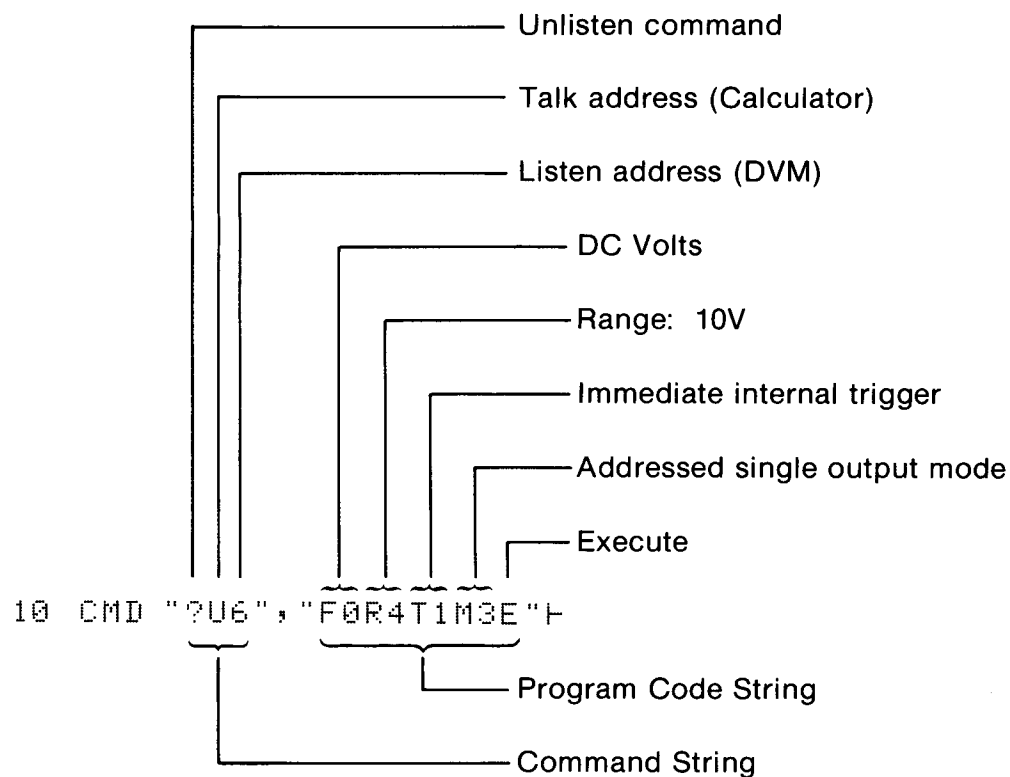 Unlisten command
Talk address (Calculator)
Listen address (DVM)
DC Volts
Range: 10V
Immediate internal trigger
Addressed single output mode
Execute
10 CMD "?U6","F0R4T1M3E"⊢
Program Code String
Command String